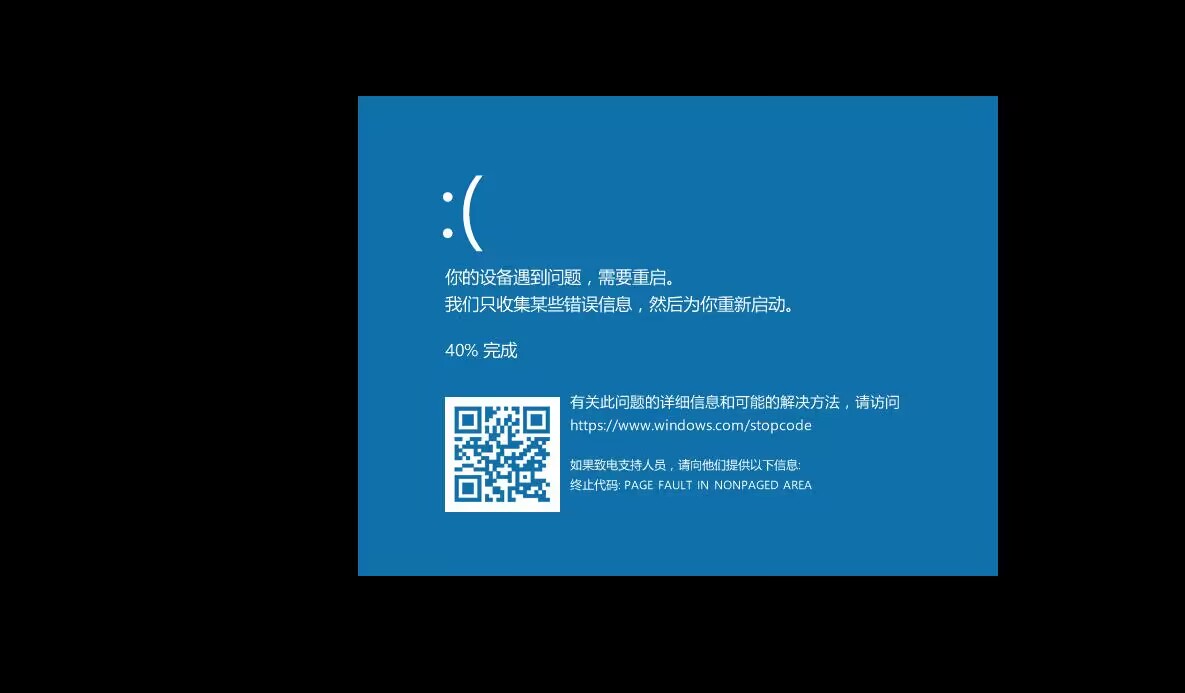 :(
你的设备遇到问题，需要重启。
我们只收集某些错误信息，然后为你重新启动。
40% 完成
有关此问题的详细信息和可能的解决方法，请访问
https://www.windows.com/stopcode
如果致电支持人员，请向他们提供以下信息:
终止代码: PAGE FAULT IN NONPAGED AREA